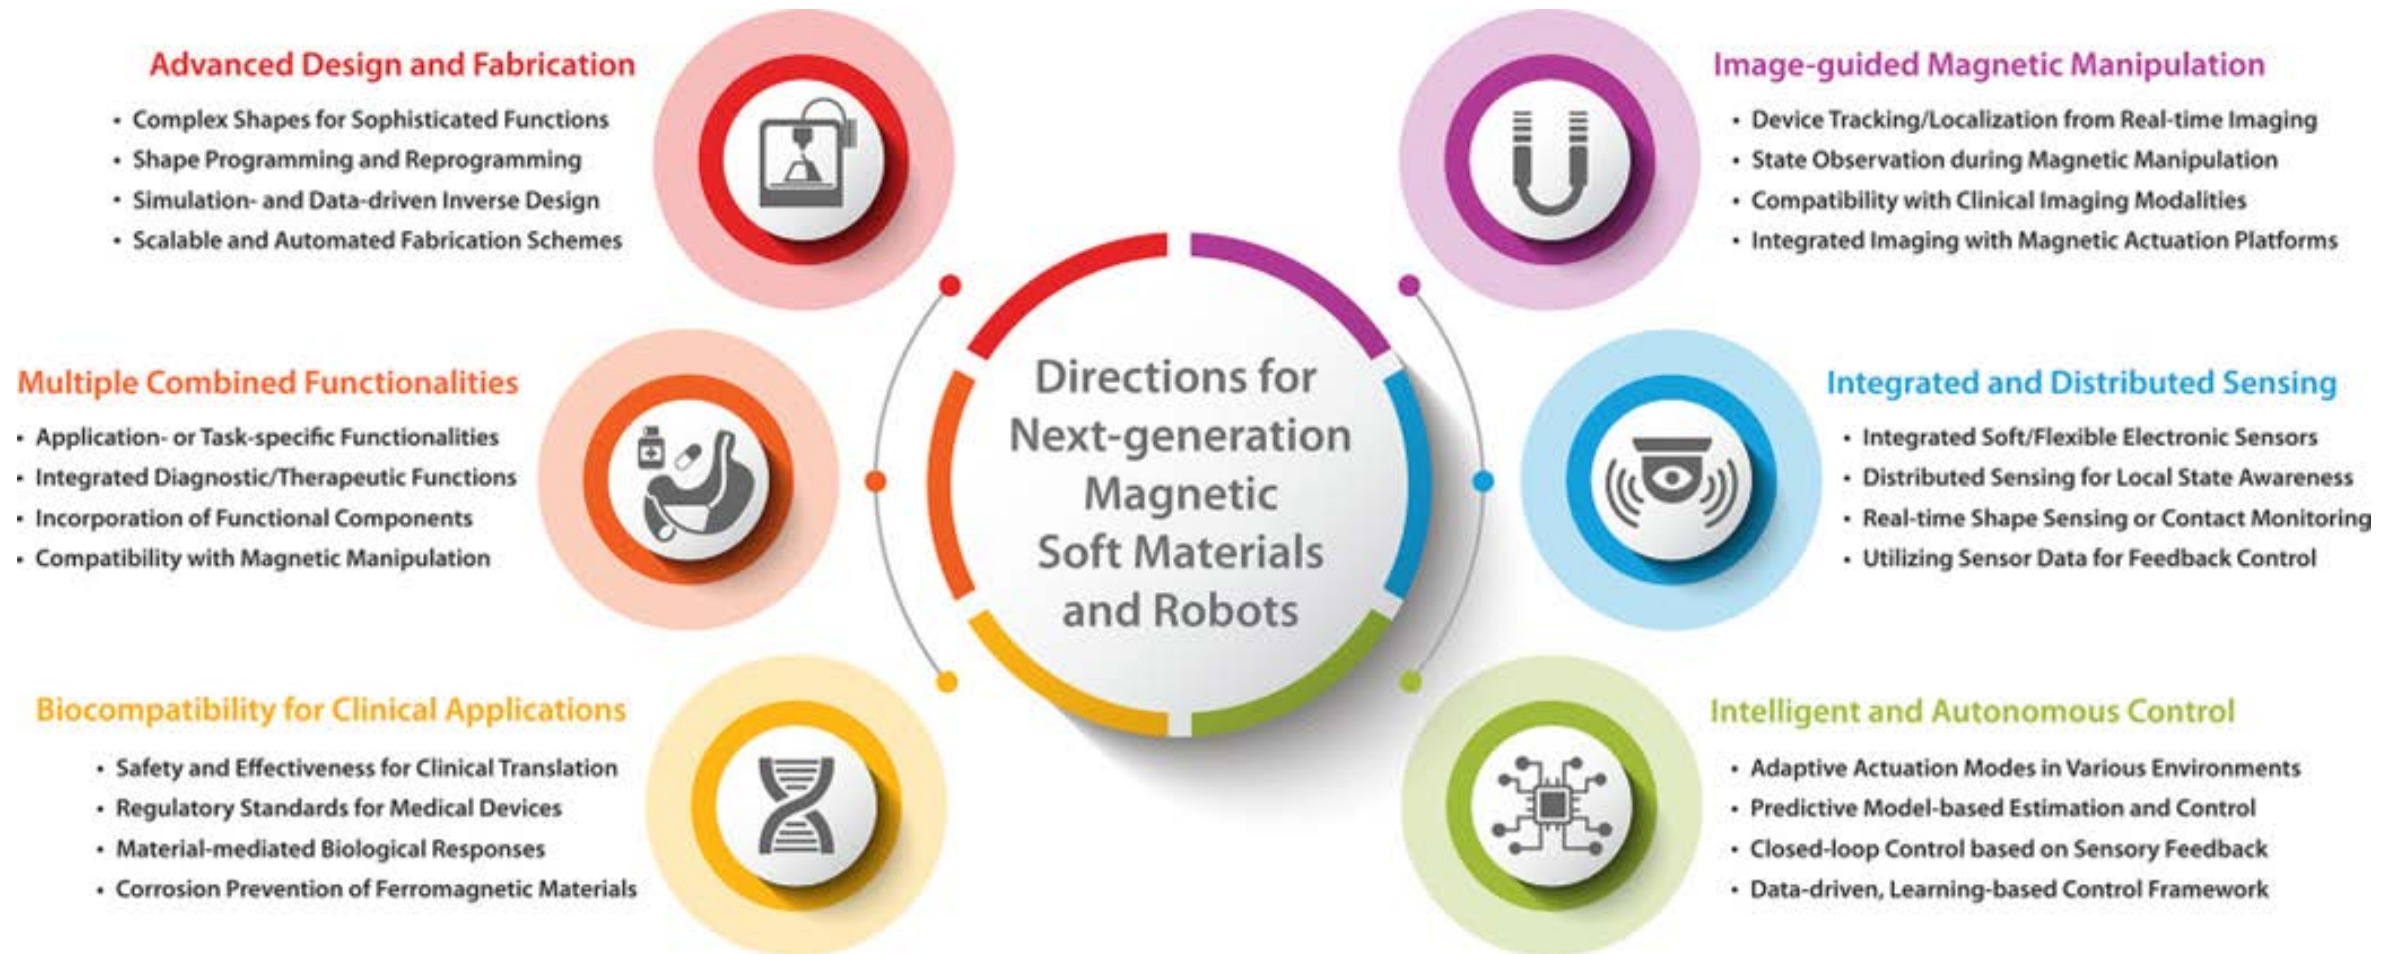 Advanced Design and Fabrication
• Complex Shapes for Sophisticated Functions
• Shape Programming and Reprogramming
• Simulation- and Data-driven Inverse Design
• Scalable and Automated Fabrication Schemes
Multiple Combined Functionalities
• Application- or Task-specific Functionalities
• Integrated Diagnostic/Therapeutic Functions
• Incorporation of Functional Components
• Compatibility with Magnetic Manipulation
Biocompatibility for Clinical Applications
• Safety and Effectiveness for Clinical Translation
• Regulatory Standards for Medical Devices
• Material-mediated Biological Responses
• Corrosion Prevention of Ferromagnetic Materials
Directions for
Next-generation
Magnetic
Soft Materials
and Robots
Image-guided Magnetic Manipulation
• Device Tracking/Localization from Real-time Imaging
• State Observation during Magnetic Manipulation
• Compatibility with Clinical Imaging Modalities
• Integrated Imaging with Magnetic Actuation Platforms
Integrated and Distributed Sensing
• Integrated Soft/Flexible Electronic Sensors
• Distributed Sensing for Local State Awareness
• Real-time Shape Sensing or Contact Monitoring
• Utilizing Sensor Data for Feedback Control
Intelligent and Autonomous Control
• Adaptive Actuation Modes in Various Environments
• Predictive Model-based Estimation and Control
• Closed-loop Control based on Sensory Feedback
• Data-driven, Learning-based Control Framework